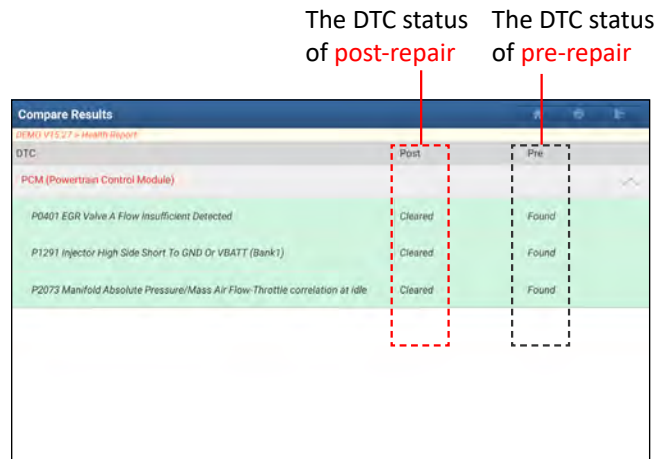 The DTC status
of post-repair
The DTC status
of pre-repair
Compare Results
DEMO V15.27 > Health Report
DTC Post Pre
PCM (Powertrain Control Module)
P0401 EGR Valve A Flow Insufficient Detected Cleared Found
P1291 Injector High Side Short To GND Or VBATT (Bank1) Cleared Found
P2073 Manifold Absolute Pressure/Mass Air Flow-Throttle correlation at idle Cleared Found